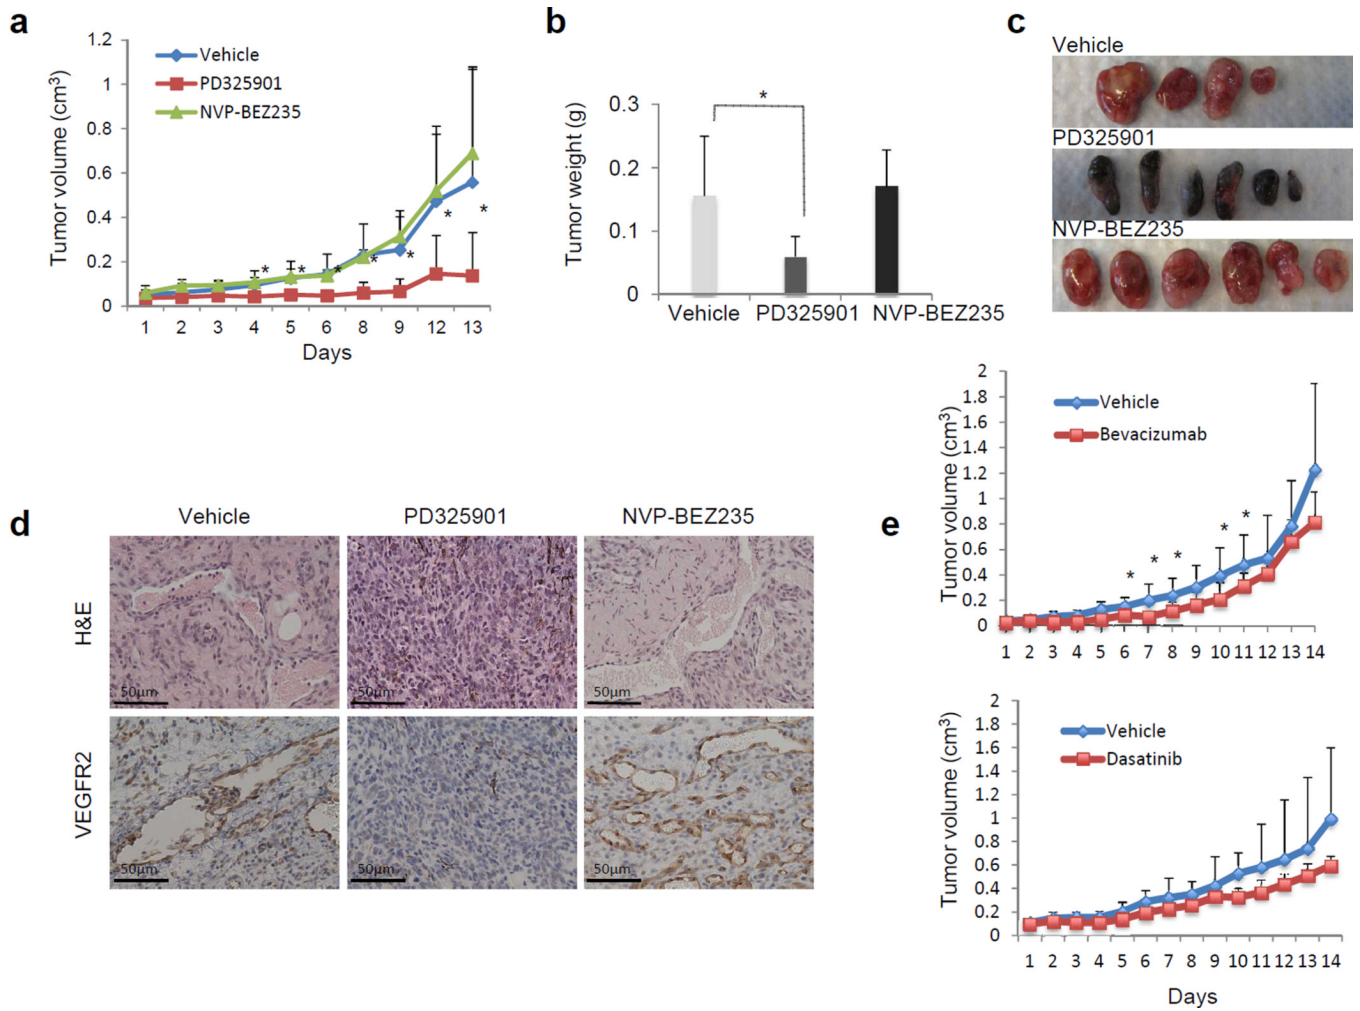 a
Tumor volume (cm³)
1.2
1
0.8
0.6
0.4
0.2
0
Vehicle
PD325901
NVP-BEZ235
* * * * * * *
1 2 3 4 5 6 8 9 12 13
Days
b
Tumor weight (g)
0.3
0.2
0.1
0
*
Vehicle PD325901 NVP-BEZ235
c
Vehicle
PD325901
NVP-BEZ235
d
Vehicle PD325901 NVP-BEZ235
H&E
50µm 50µm 50µm
VEGFR2
50µm 50µm 50µm
e
Tumor volume (cm³)
2
1.8
1.6
1.4
1.2
1
0.8
0.6
0.4
0.2
0
Vehicle
Bevacizumab
* * * * *
1 2 3 4 5 6 7 8 9 10 11 12 13 14
Tumor volume (cm³)
2
1.8
1.6
1.4
1.2
1
0.8
0.6
0.4
0.2
0
Vehicle
Dasatinib
1 2 3 4 5 6 7 8 9 10 11 12 13 14
Days